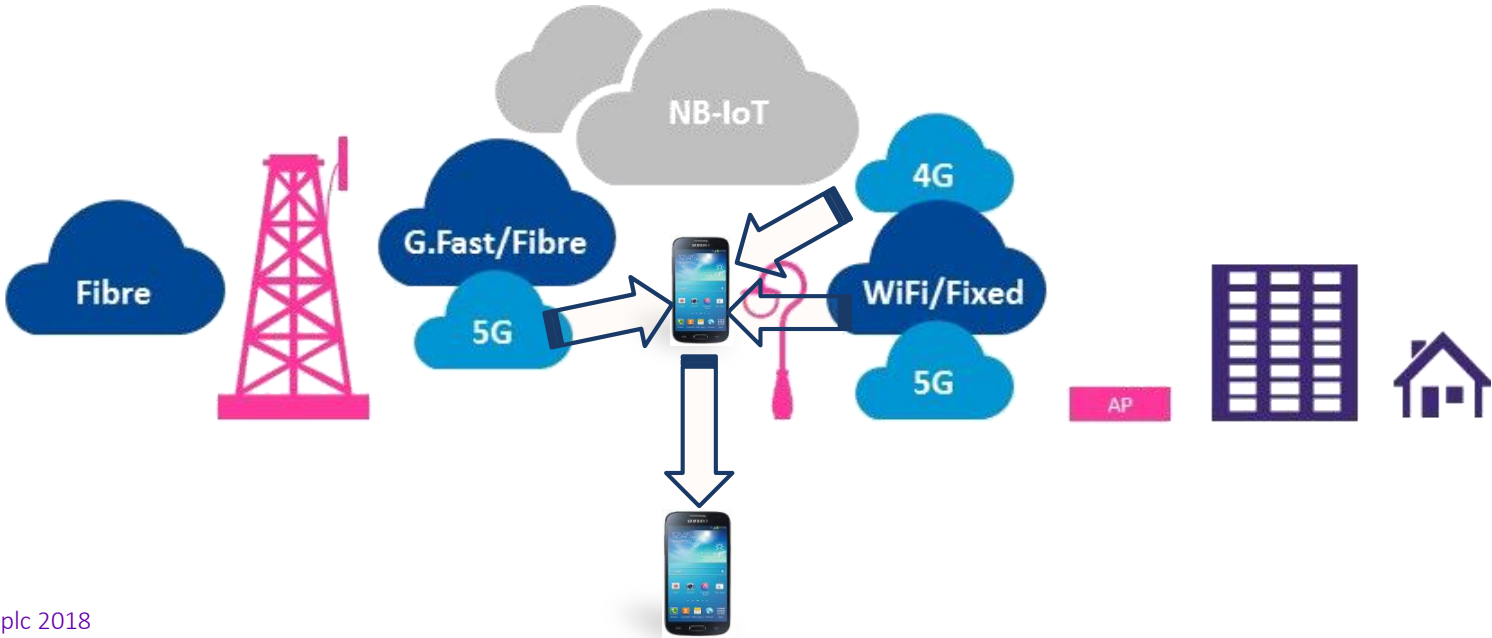 NB-IoT
4G
G.Fast/Fibre
Fibre
WiFi/Fixed
5G
5G
AP
plc 2018